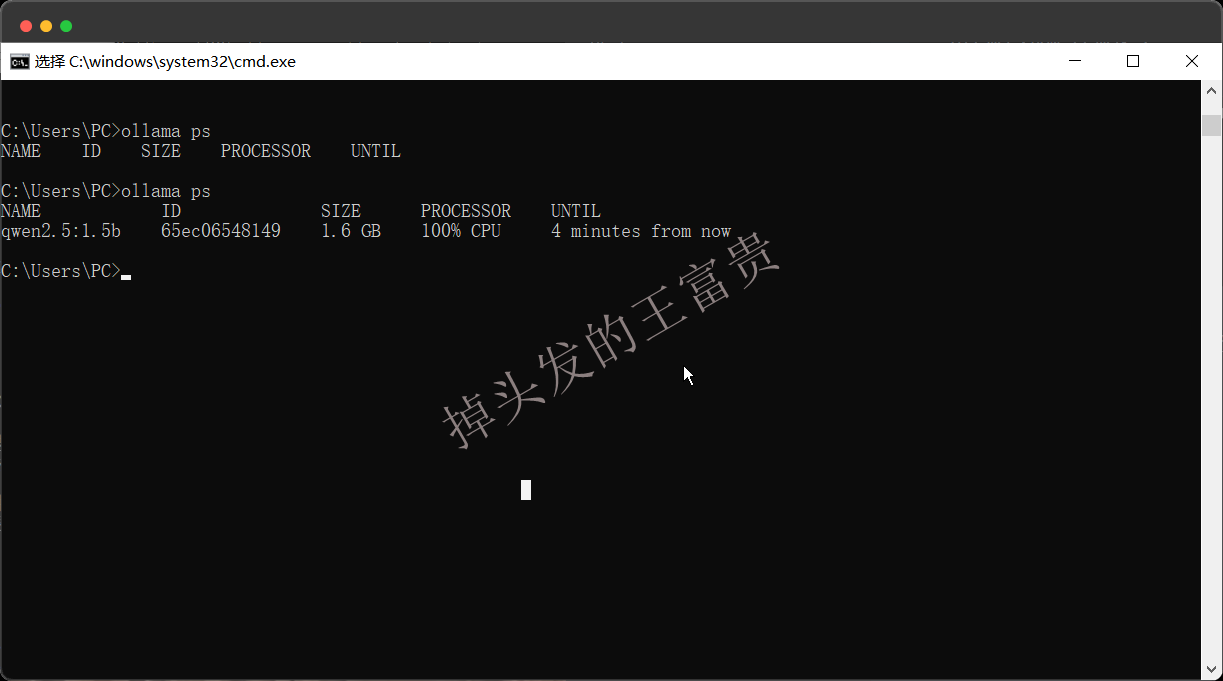 选择 C:\windows\system32\cmd.exe
C:\Users\PC>ollama ps
NAME    ID    SIZE    PROCESSOR    UNTIL
C:\Users\PC>ollama ps
NAME            ID              SIZE      PROCESSOR    UNTIL
qwen2.5:1.5b    65ec06548149    1.6 GB    100% CPU     4 minutes from now
C:\Users\PC>
掉头发的王富贵